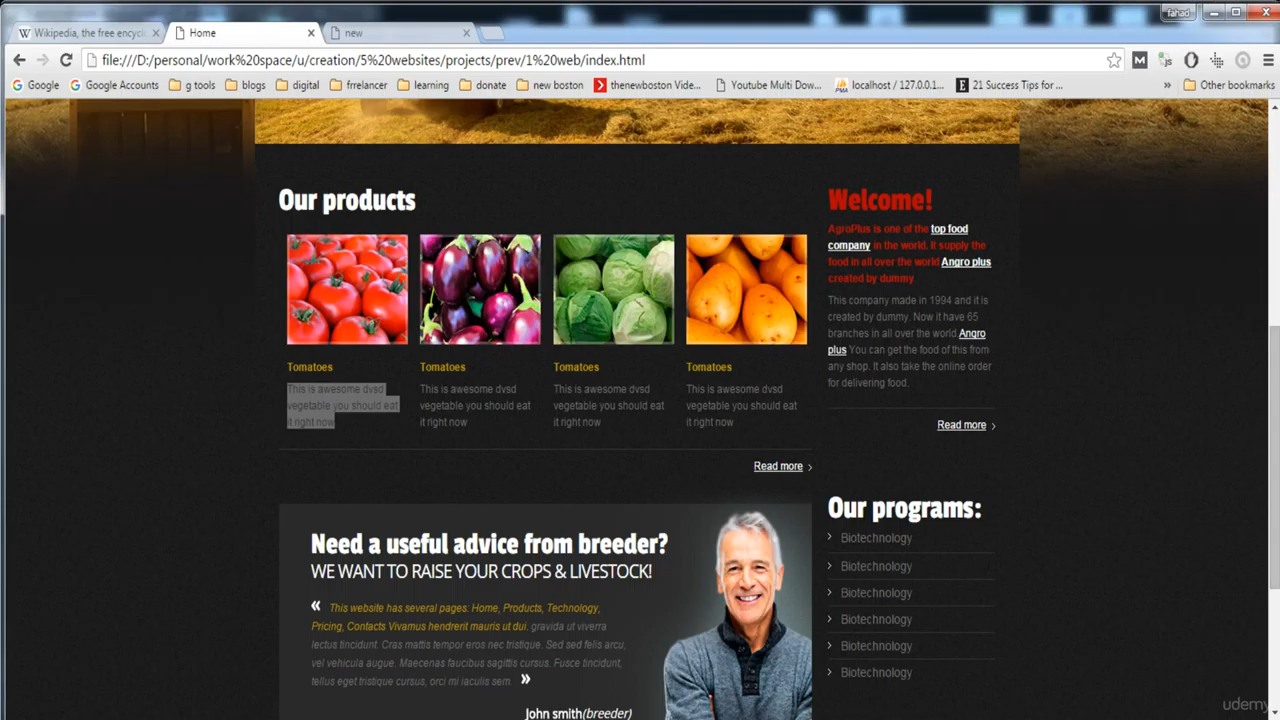 fahad
Wikipedia, the free encycl
Home
new
file:///D:/personal/work%20space/u/creation/5%20websites/projects/prev/1%20web/index.html
Google
Google Accounts
g tools
blogs
digital
frrelancer
learning
donate
new boston
thenewboston Vide...
Youtube Multi Dow...
localhost / 127.0.0.1...
21 Success Tips for ...
»
Other bookmarks
Our products
Tomatoes
This is awesome dvsd
vegetable you should eat
it right now
Tomatoes
This is awesome dvsd
vegetable you should eat
it right now
Tomatoes
This is awesome dvsd
vegetable you should eat
it right now
Tomatoes
This is awesome dvsd
vegetable you should eat
it right now
Read more
Welcome!
AgroPlus is one of the top food
company in the world. It supply the
food in all over the world Angro plus
created by dummy
This company made in 1994 and it is
created by dummy. Now it have 65
branches in all over the world Angro
plus You can get the food of this from
any shop. It also take the online order
for delivering food.
Read more
Need a useful advice from breeder?
WE WANT TO RAISE YOUR CROPS & LIVESTOCK!
« This website has several pages: Home, Products, Technology,
Pricing, Contacts Vivamus hendrerit mauris ut dui. gravida ut viverra
lectus tincidunt. Cras mattis tempor eros nec tristique. Sed sed felis arcu,
vel vehicula augue. Maecenas faucibus sagittis cursus. Fusce tincidunt,
tellus eget tristique cursus, orci mi iaculis sem. »
John smith(breeder)
Our programs:
Biotechnology
Biotechnology
Biotechnology
Biotechnology
Biotechnology
Biotechnology
udemy